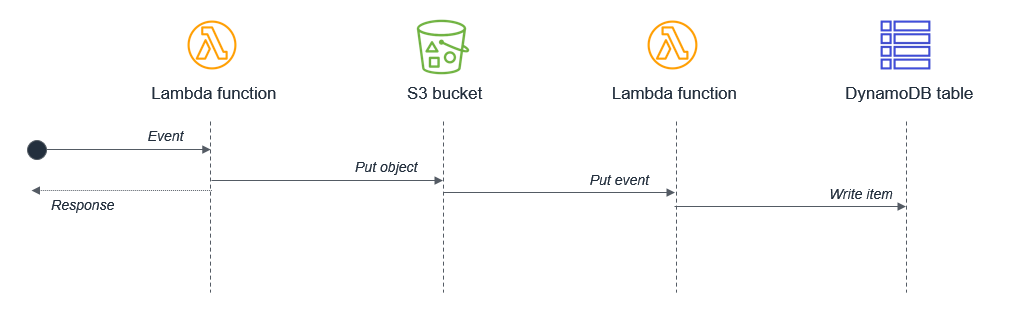 Lambda function
S3 bucket
Lambda function
DynamoDB table
Event
Put object
Put event
Write item
Response